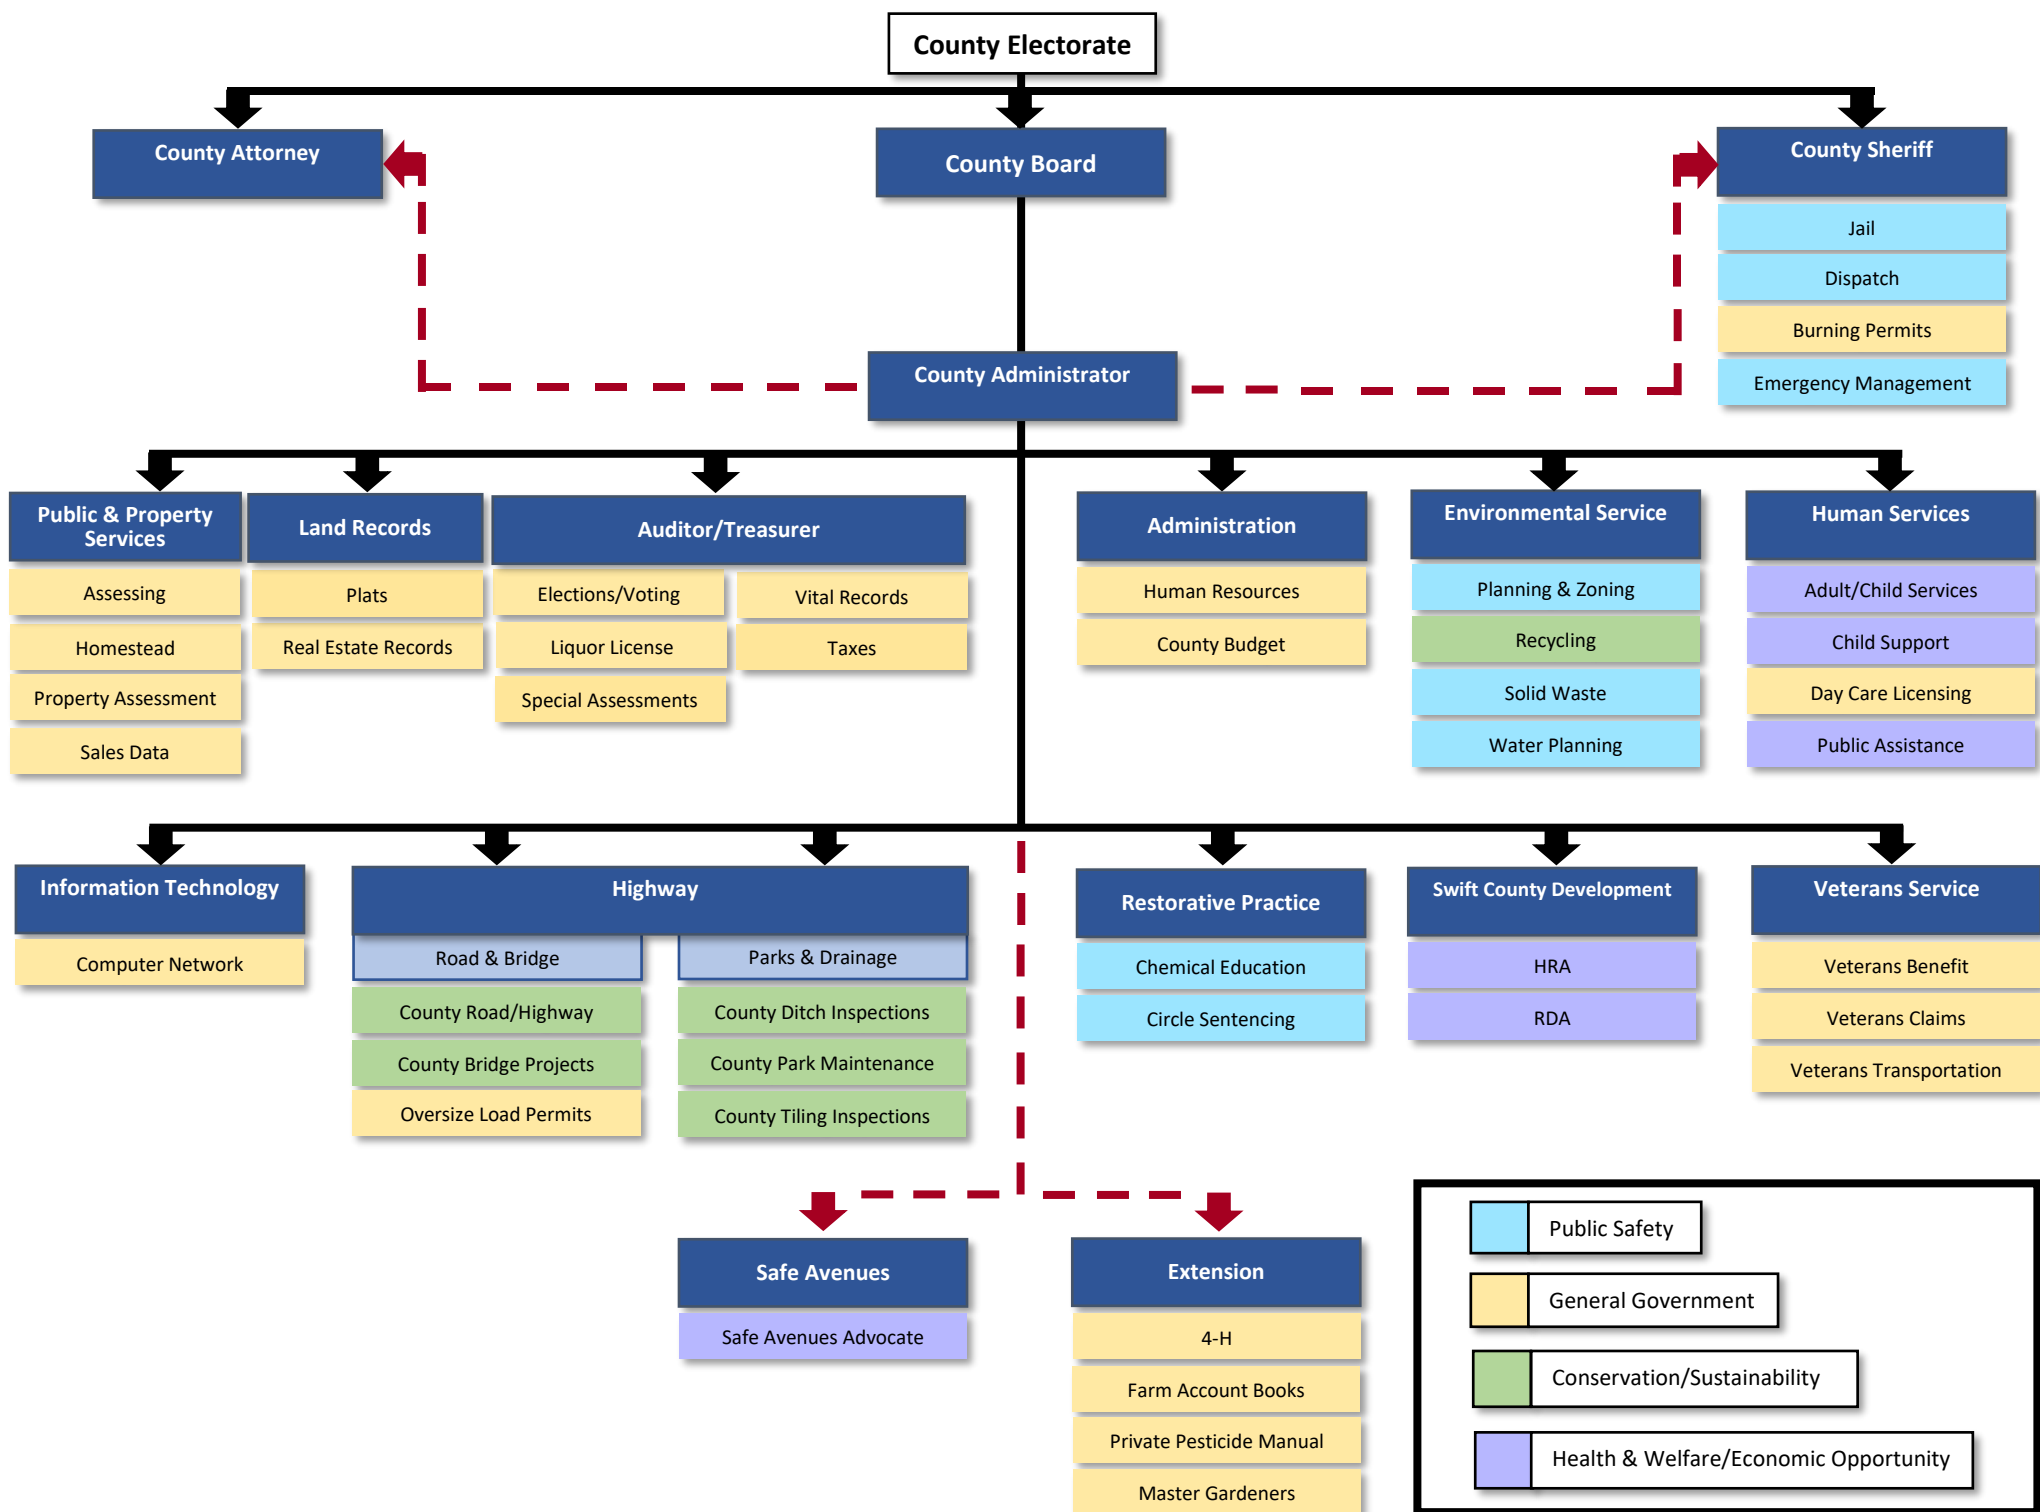 County Electorate
County Attorney
County Board
County Sheriff
Jail
Dispatch
Burning Permits
Emergency Management
County Administrator
Public & Property
Services
Assessing
Homestead
Property Assessment
Sales Data
Land Records
Plats
Real Estate Records
Auditor/Treasurer
Elections/Voting
Liquor License
Special Assessments
Vital Records
Taxes
Administration
Human Resources
County Budget
Environmental Service
Planning & Zoning
Recycling
Solid Waste
Water Planning
Human Services
Adult/Child Services
Child Support
Day Care Licensing
Public Assistance
Information Technology
Computer Network
Highway
Road & Bridge
County Road/Highway
County Bridge Projects
Oversize Load Permits
Parks & Drainage
County Ditch Inspections
County Park Maintenance
County Tiling Inspections
Restorative Practice
Chemical Education
Circle Sentencing
Swift County Development
HRA
RDA
Veterans Service
Veterans Benefit
Veterans Claims
Veterans Transportation
Safe Avenues
Safe Avenues Advocate
Extension
4-H
Farm Account Books
Private Pesticide Manual
Master Gardeners
Public Safety
General Government
Conservation/Sustainability
Health & Welfare/Economic Opportunity